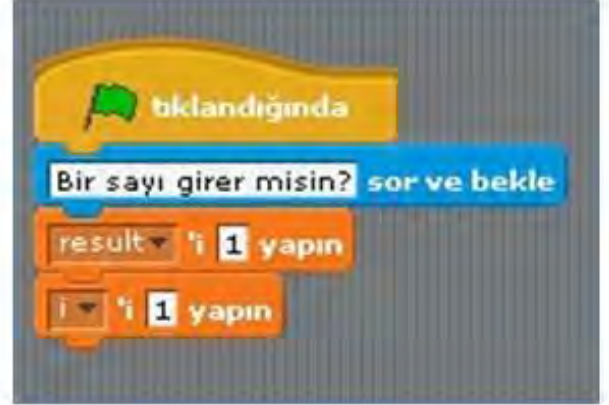 tıklandığında
Bir sayı girer misin? sor ve bekle
result 'i 1 yapın
i 'i 1 yapın